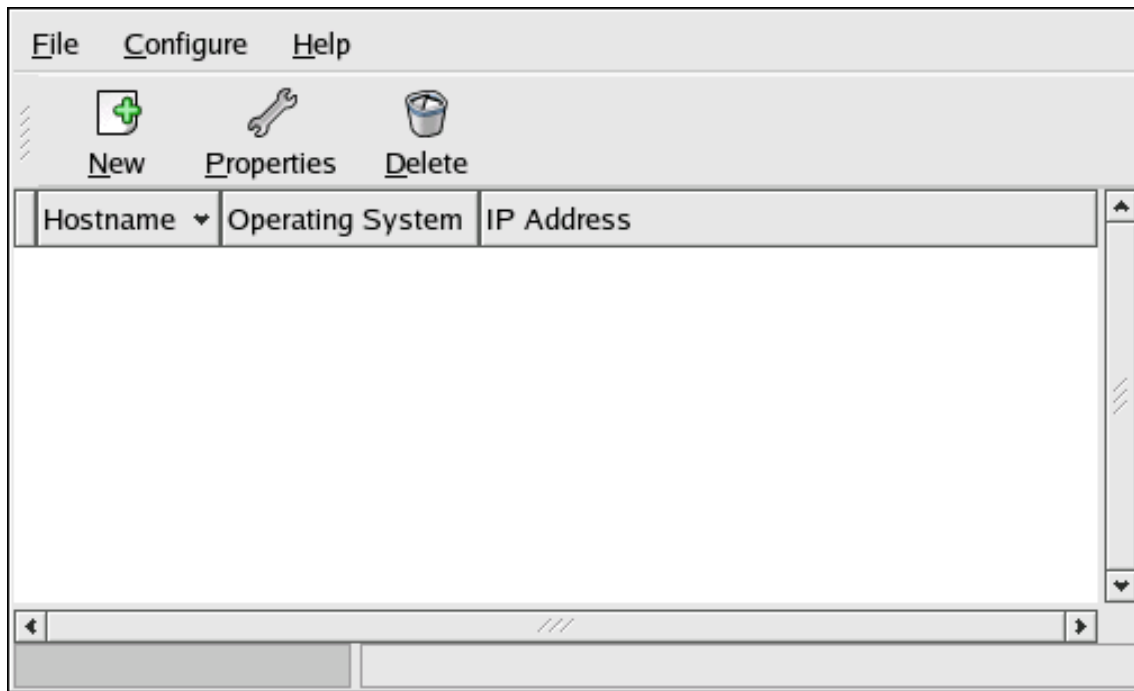 File Configure Help
New Properties Delete
Hostname Operating System IP Address